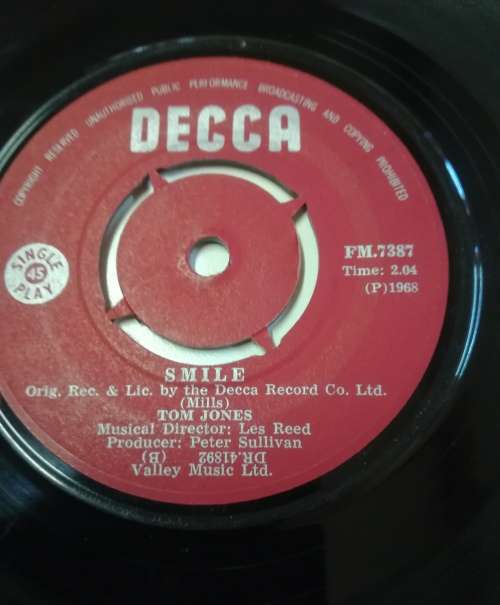 COPYRIGHT RESERVED UNAUTHORISED PUBLIC PERFORMANCE BROADCASTING AND COPYING PROHIBITED
DECCA
SINGLE
45
PLAY
FM.7387
Time: 2.04
(P)1968
SMILE
Orig. Rec. & Lic. by the Decca Record Co. Ltd.
(Mills)
TOM JONES
Musical Director: Les Reed
Producer: Peter Sullivan
DR.41892 (B)
Valley Music Ltd.